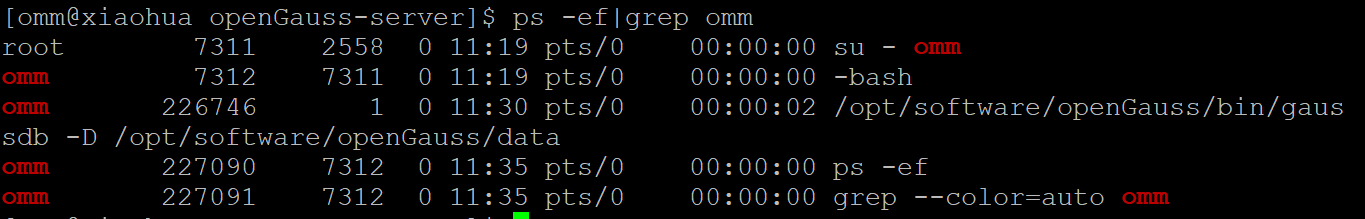 [omm@xiaohua openGauss-server]$ ps -ef|grep omm
root        7311    2558  0 11:19 pts/0    00:00:00 su - omm
omm         7312    7311  0 11:19 pts/0    00:00:00 -bash
omm       226746       1  0 11:30 pts/0    00:00:02 /opt/software/openGauss/bin/gaus
sdb -D /opt/software/openGauss/data
omm       227090    7312  0 11:35 pts/0    00:00:00 ps -ef
omm       227091    7312  0 11:35 pts/0    00:00:00 grep --color=auto omm